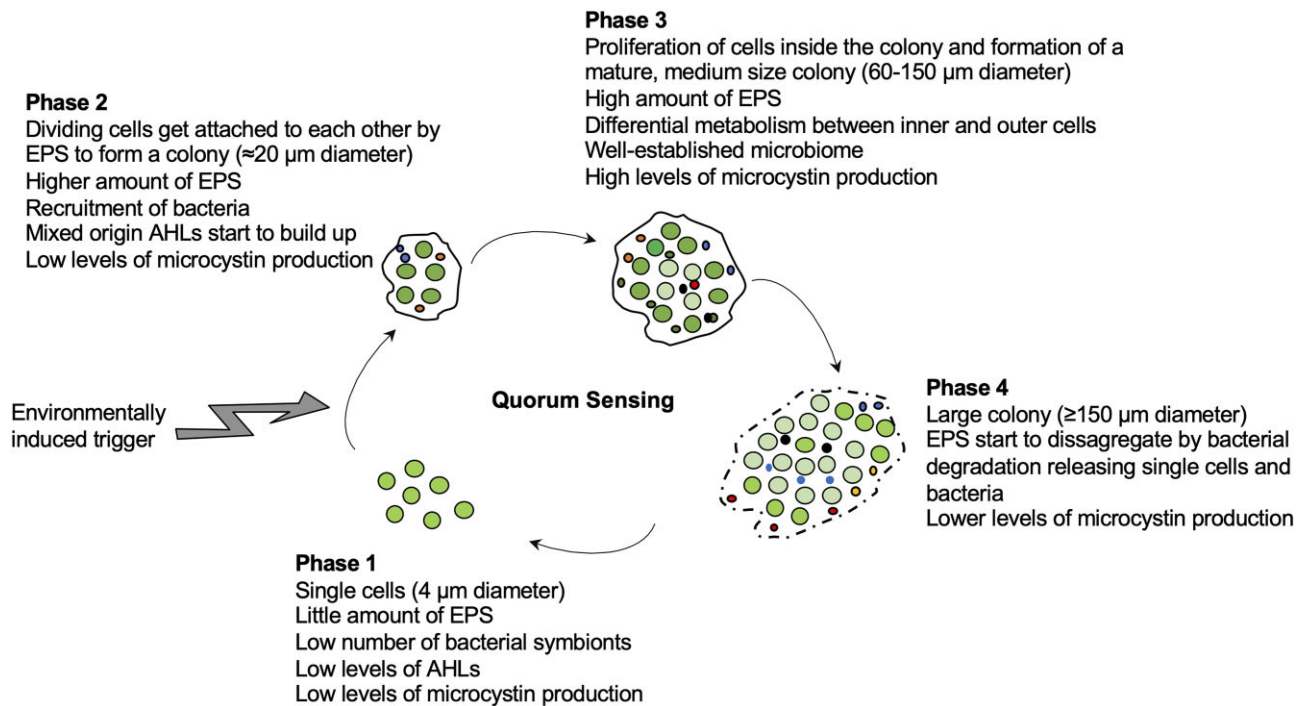 Phase 3
Proliferation of cells inside the colony and formation of a
mature, medium size colony (60-150 µm diameter)
High amount of EPS
Differential metabolism between inner and outer cells
Well-established microbiome
High levels of microcystin production
Phase 2
Dividing cells get attached to each other by
EPS to form a colony (≈20 µm diameter)
Higher amount of EPS
Recruitment of bacteria
Mixed origin AHLs start to build up
Low levels of microcystin production
Environmentally
induced trigger
Quorum Sensing
Phase 4
Large colony (≥150 µm diameter)
EPS start to dissagregate by bacterial
degradation releasing single cells and
bacteria
Lower levels of microcystin production
Phase 1
Single cells (4 µm diameter)
Little amount of EPS
Low number of bacterial symbionts
Low levels of AHLs
Low levels of microcystin production